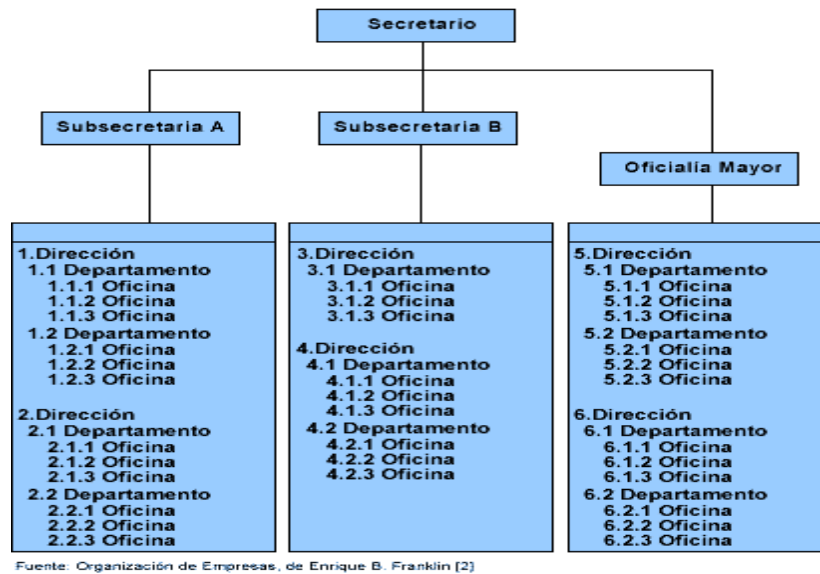 Secretario
Subsecretaria A
Subsecretaria B
Oficialía Mayor
1.Dirección
1.1 Departamento
1.1.1 Oficina
1.1.2 Oficina
1.1.3 Oficina
1.2 Departamento
1.2.1 Oficina
1.2.2 Oficina
1.2.3 Oficina
2.Dirección
2.1 Departamento
2.1.1 Oficina
2.1.2 Oficina
2.1.3 Oficina
2.2 Departamento
2.2.1 Oficina
2.2.2 Oficina
2.2.3 Oficina
3.Dirección
3.1 Departamento
3.1.1 Oficina
3.1.2 Oficina
3.1.3 Oficina
4.Dirección
4.1 Departamento
4.1.1 Oficina
4.1.2 Oficina
4.1.3 Oficina
4.2 Departamento
4.2.1 Oficina
4.2.2 Oficina
4.2.3 Oficina
5.Dirección
5.1 Departamento
5.1.1 Oficina
5.1.2 Oficina
5.1.3 Oficina
5.2 Departamento
5.2.1 Oficina
5.2.2 Oficina
5.2.3 Oficina
6.Dirección
6.1 Departamento
6.1.1 Oficina
6.1.2 Oficina
6.1.3 Oficina
6.2 Departamento
6.2.1 Oficina
6.2.2 Oficina
6.2.3 Oficina
Fuente: Organización de Empresas, de Enrique B. Franklin [2]